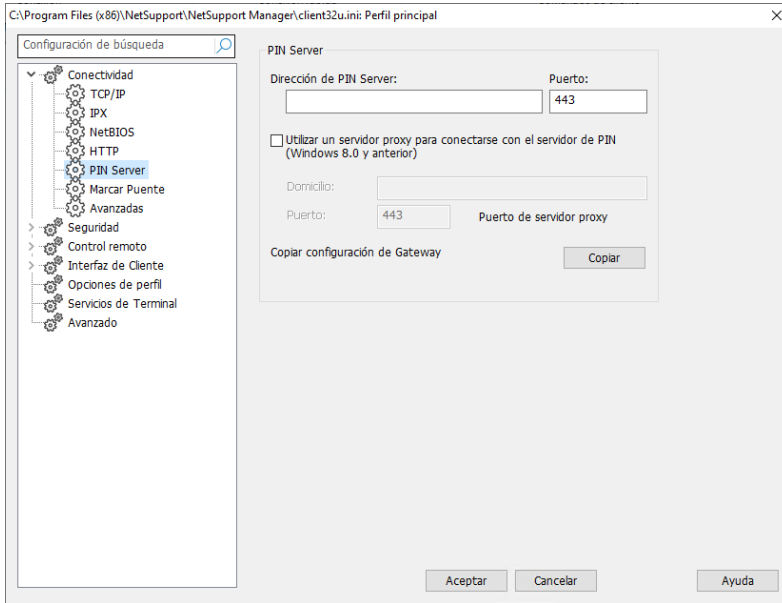 C:\Program Files (x86)\NetSupport\NetSupport Manager\client32u.ini: Perfil principal
Configuración de búsqueda
Conectividad
TCP/IP
IPX
NetBIOS
HTTP
PIN Server
Marcar Puente
Avanzadas
Seguridad
Control remoto
Interfaz de Cliente
Opciones de perfil
Servicios de Terminal
Avanzado
PIN Server
Dirección de PIN Server: Puerto:
443
Utilizar un servidor proxy para conectarse con el servidor de PIN
(Windows 8.0 y anterior)
Domicilio:
Puerto: 443 Puerto de servidor proxy
Copiar configuración de Gateway Copiar
Aceptar Cancelar Ayuda